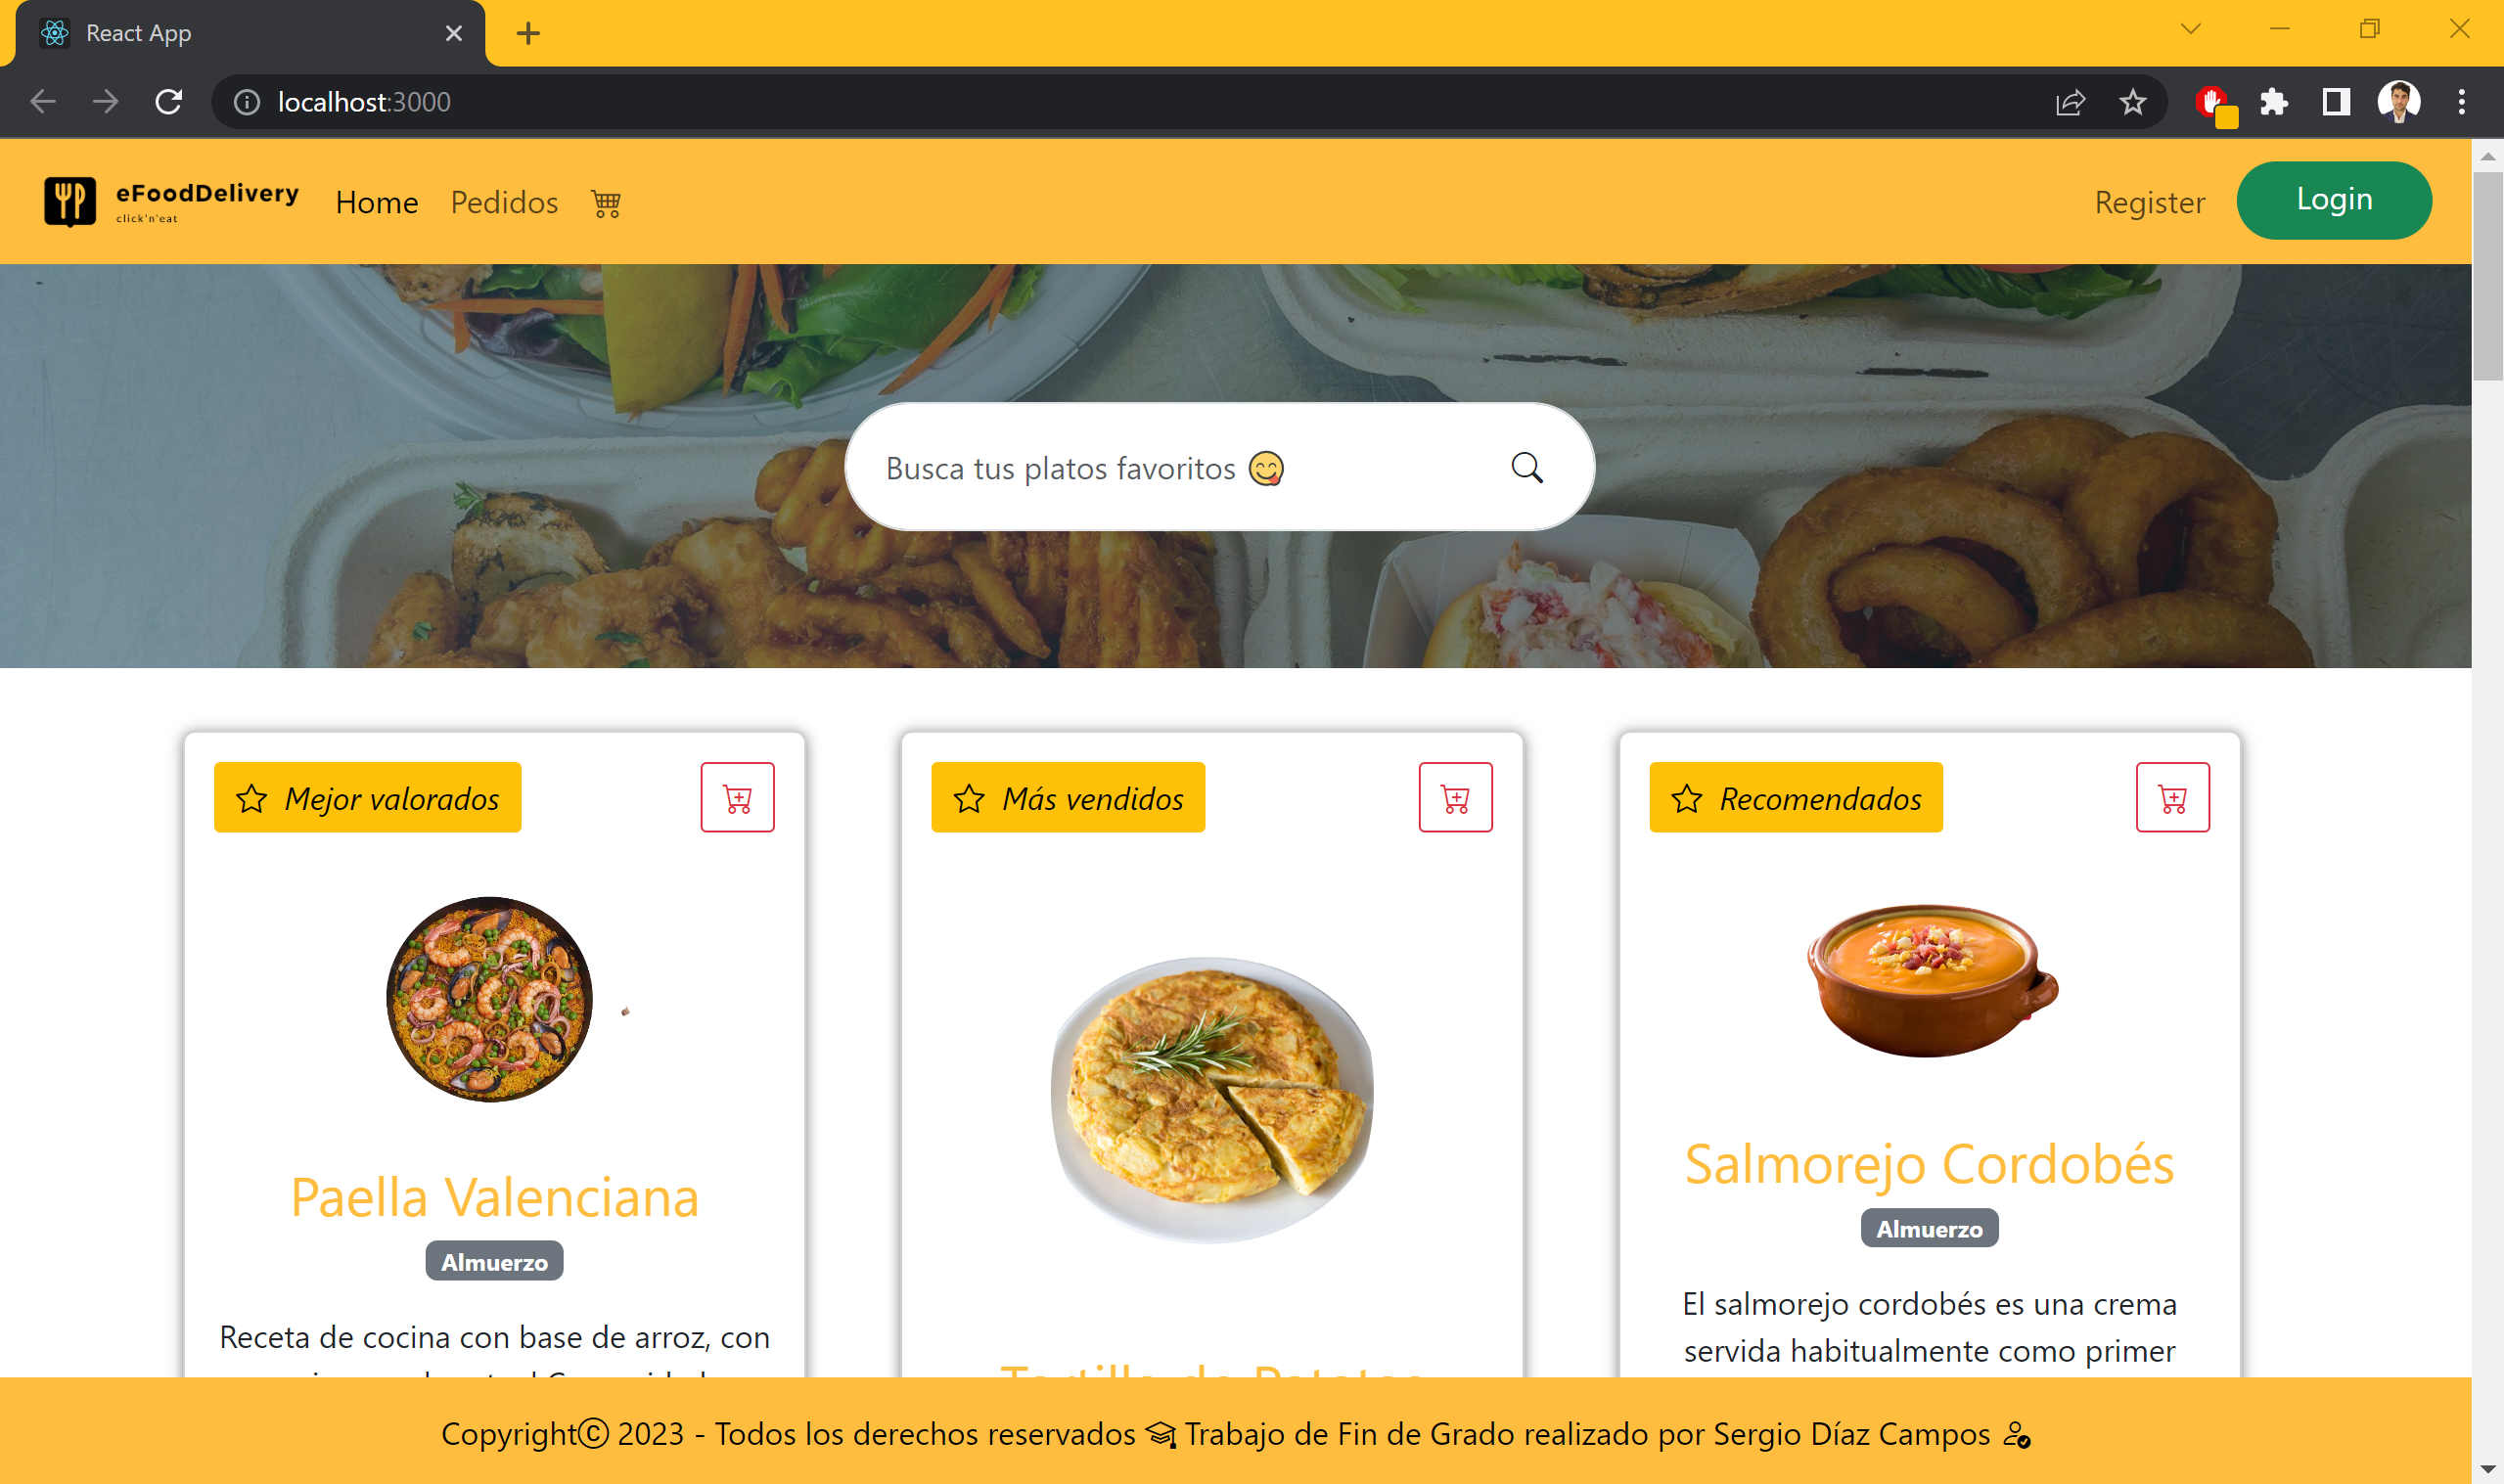 React App
localhost:3000
eFoodDelivery
click'n'eat
Home
Pedidos
Register
Login
Busca tus platos favoritos 😋
Mejor valorados
Más vendidos
Recomendados
Paella Valenciana
Almuerzo
Receta de cocina con base de arroz, con
Tortilla de Patatas
Salmorejo Cordobés
Almuerzo
El salmorejo cordobés es una crema
servida habitualmente como primer
Copyright© 2023 - Todos los derechos reservados Trabajo de Fin de Grado realizado por Sergio Díaz Campos